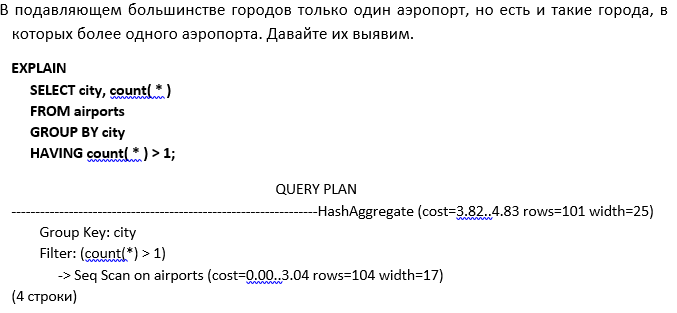 В подавляющем большинстве городов только один аэропорт, но есть и такие города, в
которых более одного аэропорта. Давайте их выявим.
EXPLAIN
SELECT city, count( * )
FROM airports
GROUP BY city
HAVING count( * ) > 1;
QUERY PLAN
-----------------------------------------------------------------HashAggregate (cost=3.82..4.83 rows=101 width=25)
Group Key: city
Filter: (count(*) > 1)
-> Seq Scan on airports (cost=0.00..3.04 rows=104 width=17)
(4 строки)